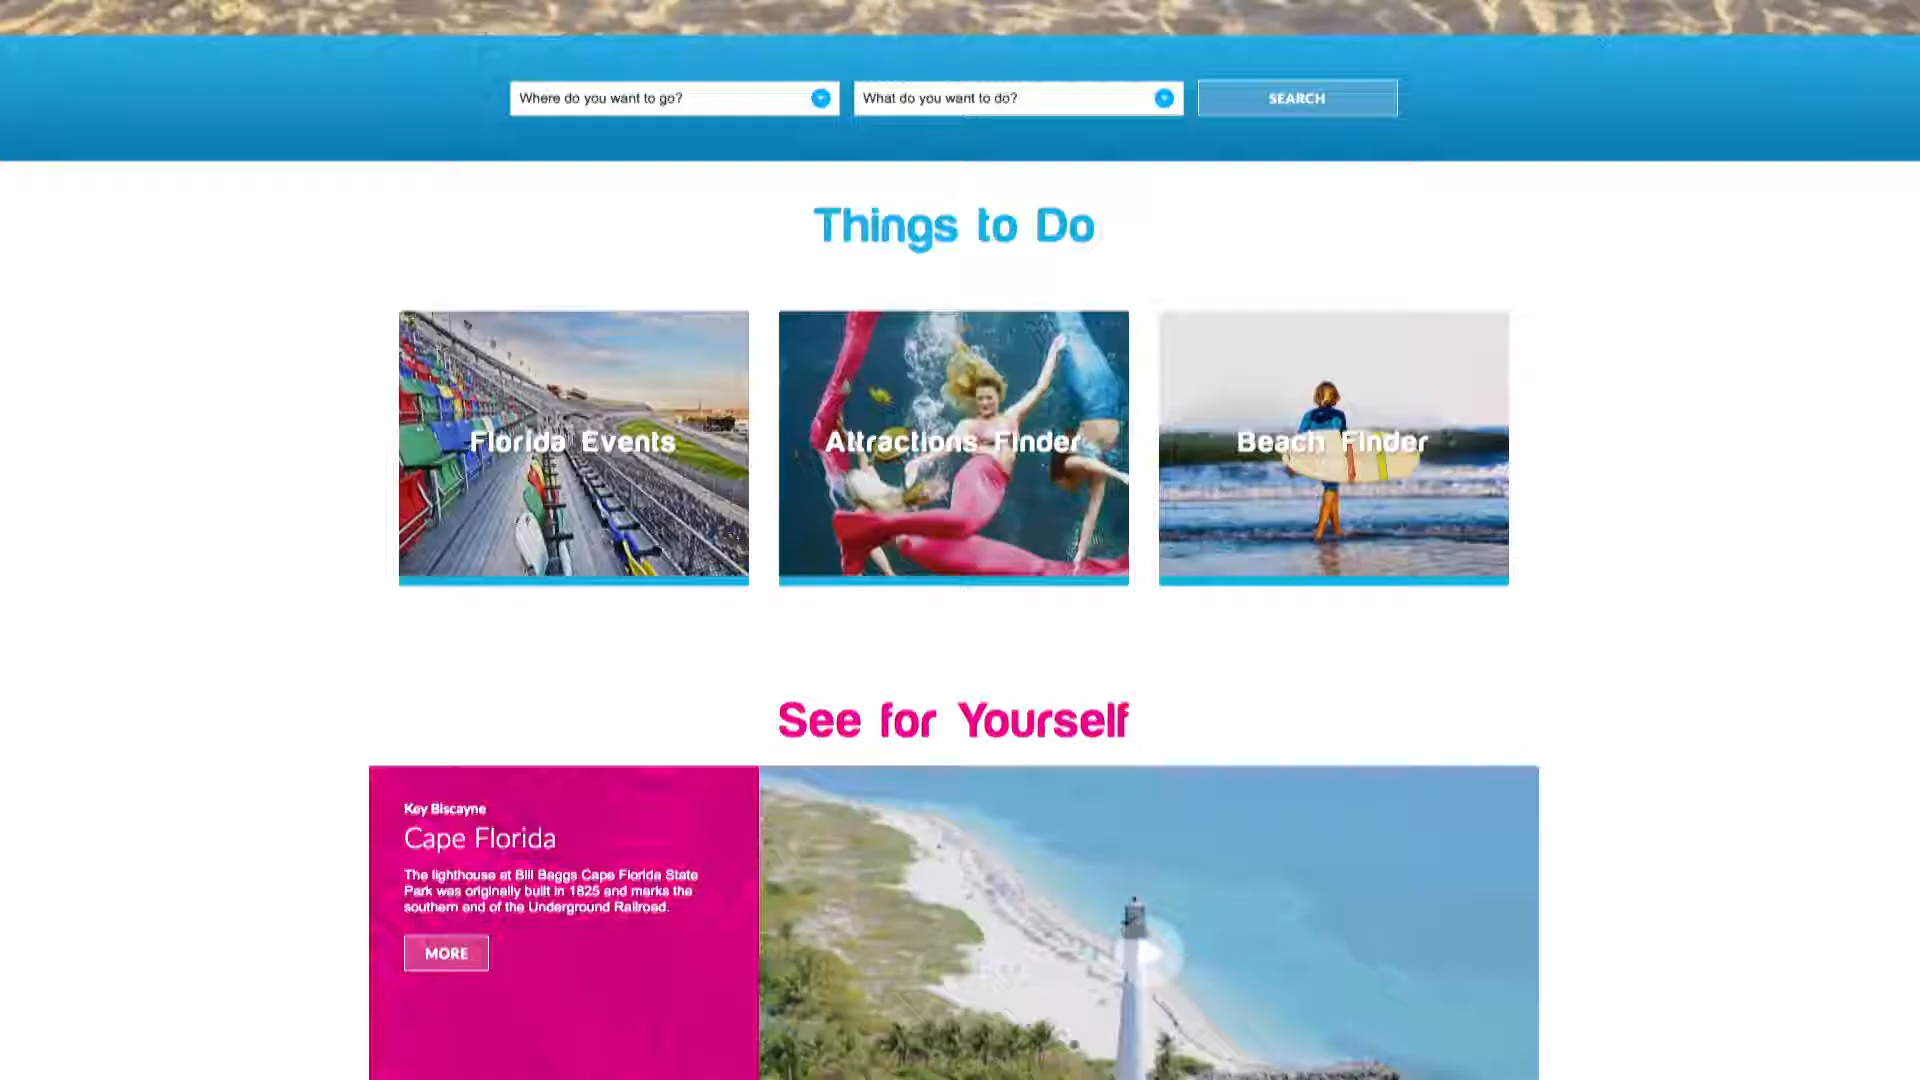 Where do you want to go?
What do you want to do?
SEARCH
Things to Do
Florida Events
Attractions Finder
Beach Finder
See for Yourself
Key Biscayne
Cape Florida
The lighthouse at Bill Baggs Cape Florida State
Park was originally built in 1825 and marks the
southern end of the Underground Railroad.
MORE